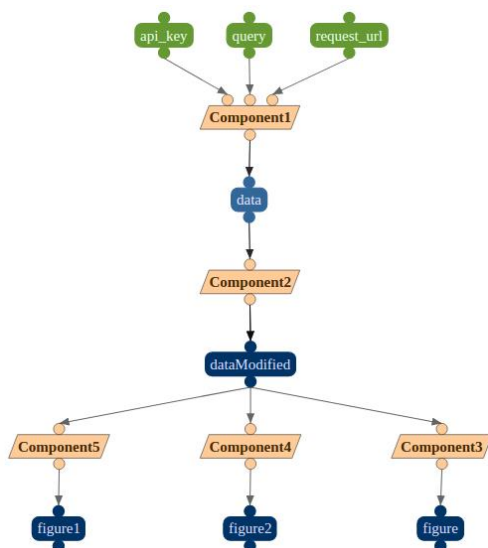 api_key query request_url
Component1
data
Component2
dataModified
Component5 Component4 Component3
figure1 figure2 figure